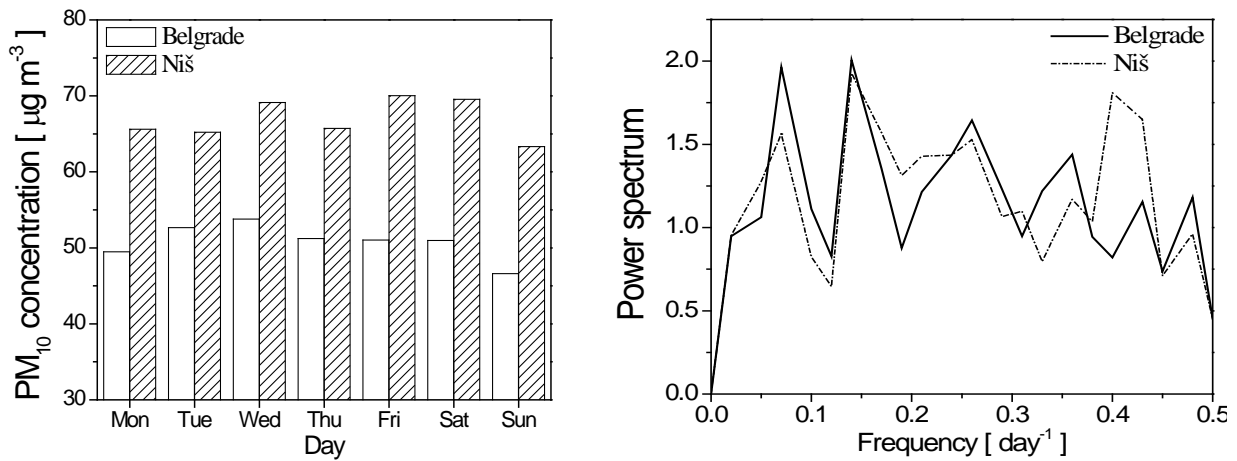 80
70
60
50
40
30
PM₁₀ concentration [ µg m⁻³ ]
Belgrade
Niš
Mon Tue Wed Thu Fri Sat Sun
Day
2.0
1.5
1.0
0.5
0.0
Power spectrum
Belgrade
Niš
0.0 0.1 0.2 0.3 0.4 0.5
Frequency [ day⁻¹ ]